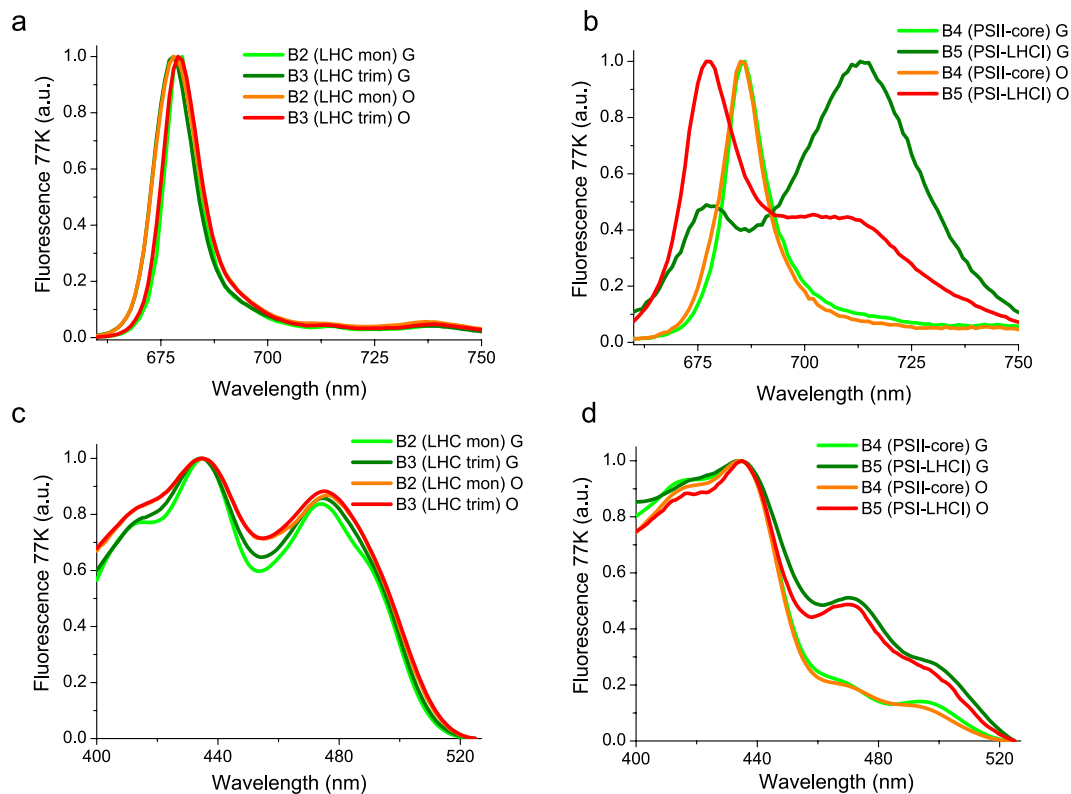 a
Fluorescence 77K (a.u.)
1.0
0.8
0.6
0.4
0.2
0.0
675
700
725
750
Wavelength (nm)
B2 (LHC mon) G
B3 (LHC trim) G
B2 (LHC mon) O
B3 (LHC trim) O
b
Fluorescence 77K (a.u.)
1.0
0.8
0.6
0.4
0.2
0.0
675
700
725
750
Wavelength (nm)
B4 (PSII-core) G
B5 (PSI-LHCI) G
B4 (PSII-core) O
B5 (PSI-LHCI) O
c
Fluorescence 77K (a.u.)
1.0
0.8
0.6
0.4
0.2
0.0
400
440
480
520
Wavelength (nm)
B2 (LHC mon) G
B3 (LHC trim) G
B2 (LHC mon) O
B3 (LHC trim) O
d
Fluorescence 77K (a.u.)
1.0
0.8
0.6
0.4
0.2
0.0
400
440
480
520
Wavelength (nm)
B4 (PSII-core) G
B5 (PSI-LHCI) G
B4 (PSII-core) O
B5 (PSI-LHCI) O